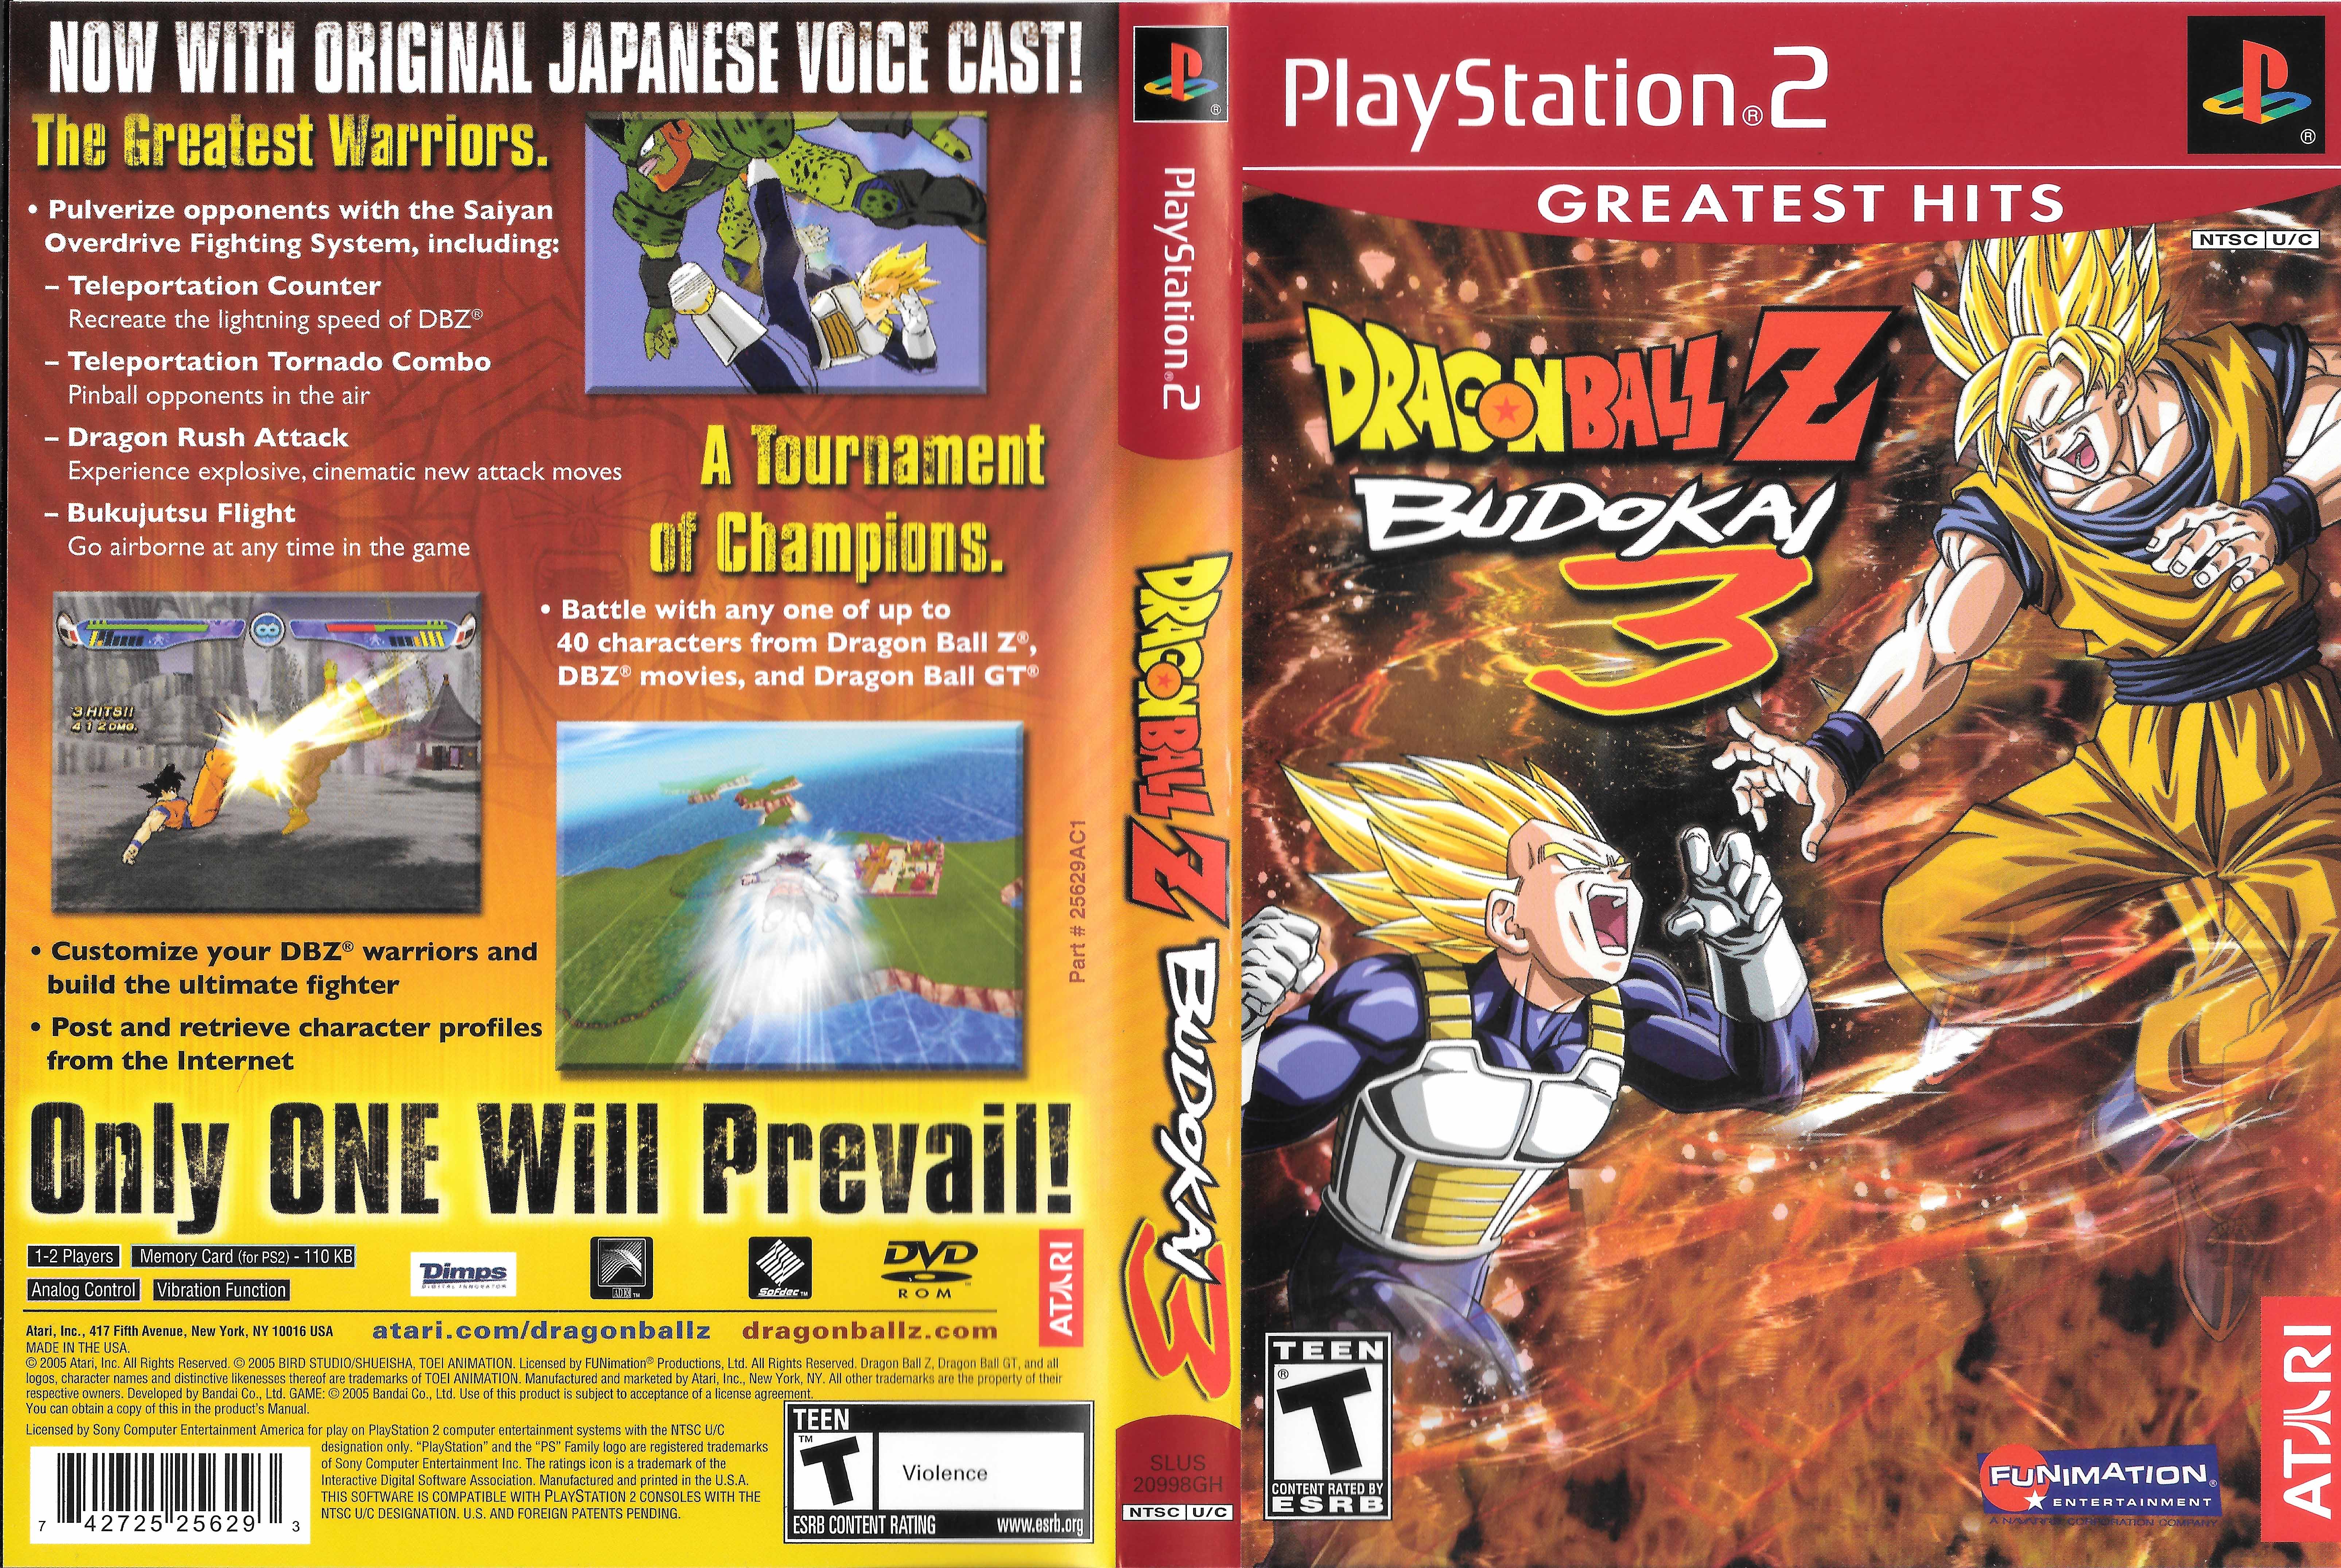 NOW WITH ORIGINAL JAPANESE VOICE CAST!
The Greatest Warriors.
• Pulverize opponents with the Saiyan
Overdrive Fighting System, including:
– Teleportation Counter
Recreate the lightning speed of DBZ®
– Teleportation Tornado Combo
Pinball opponents in the air
– Dragon Rush Attack
Experience explosive, cinematic new attack moves
– Bukujutsu Flight
Go airborne at any time in the game
A Tournament
of Champions.
• Battle with any one of up to
40 characters from Dragon Ball Z®,
DBZ® movies, and Dragon Ball GT®
3 HITS!!
412 DMG.
• Customize your DBZ® warriors and
build the ultimate fighter
• Post and retrieve character profiles
from the Internet
Part # 25629AC1
Only ONE Will Prevail!
1-2 Players
Memory Card (for PS2) - 110 KB
Analog Control
Vibration Function
Dimps
DIGITAL INNOVATOR
ADX™
Sofdec™
DVD
ROM
ATARI
Atari, Inc., 417 Fifth Avenue, New York, NY 10016 USA
MADE IN THE USA.
atari.com/dragonballz
dragonballz.com
© 2005 Atari, Inc. All Rights Reserved. © 2005 BIRD STUDIO/SHUEISHA, TOEI ANIMATION. Licensed by FUNimation® Productions, Ltd. All Rights Reserved. Dragon Ball Z, Dragon Ball GT, and all
logos, character names and distinctive likenesses thereof are trademarks of TOEI ANIMATION. Manufactured and marketed by Atari, Inc., New York, NY. All other trademarks are the property of their
respective owners. Developed by Bandai Co., Ltd. GAME: © 2005 Bandai Co., Ltd. Use of this product is subject to acceptance of a license agreement.
You can obtain a copy of this in the product's Manual.
Licensed by Sony Computer Entertainment America for play on PlayStation 2 computer entertainment systems with the NTSC U/C
designation only. “PlayStation” and the “PS” Family logo are registered trademarks
of Sony Computer Entertainment Inc. The ratings icon is a trademark of the
Interactive Digital Software Association. Manufactured and printed in the U.S.A.
THIS SOFTWARE IS COMPATIBLE WITH PLAYSTATION 2 CONSOLES WITH THE
NTSC U/C DESIGNATION. U.S. AND FOREIGN PATENTS PENDING.
7 42725 25629 3
TEEN
T™
Violence
ESRB CONTENT RATING
www.esrb.org
®
PlayStation®2
DRAGON BALL Z
BUDOKAI
3
SLUS
20998GH
NTSC U/C
PlayStation®2
®
GREATEST HITS
NTSC U/C
DRAGON BALL Z
BUDOKAI
3
TEEN
®
T
CONTENT RATED BY
ESRB
FUNIMATION®
ENTERTAINMENT
A NAVARRE CORPORATION COMPANY
ATARI